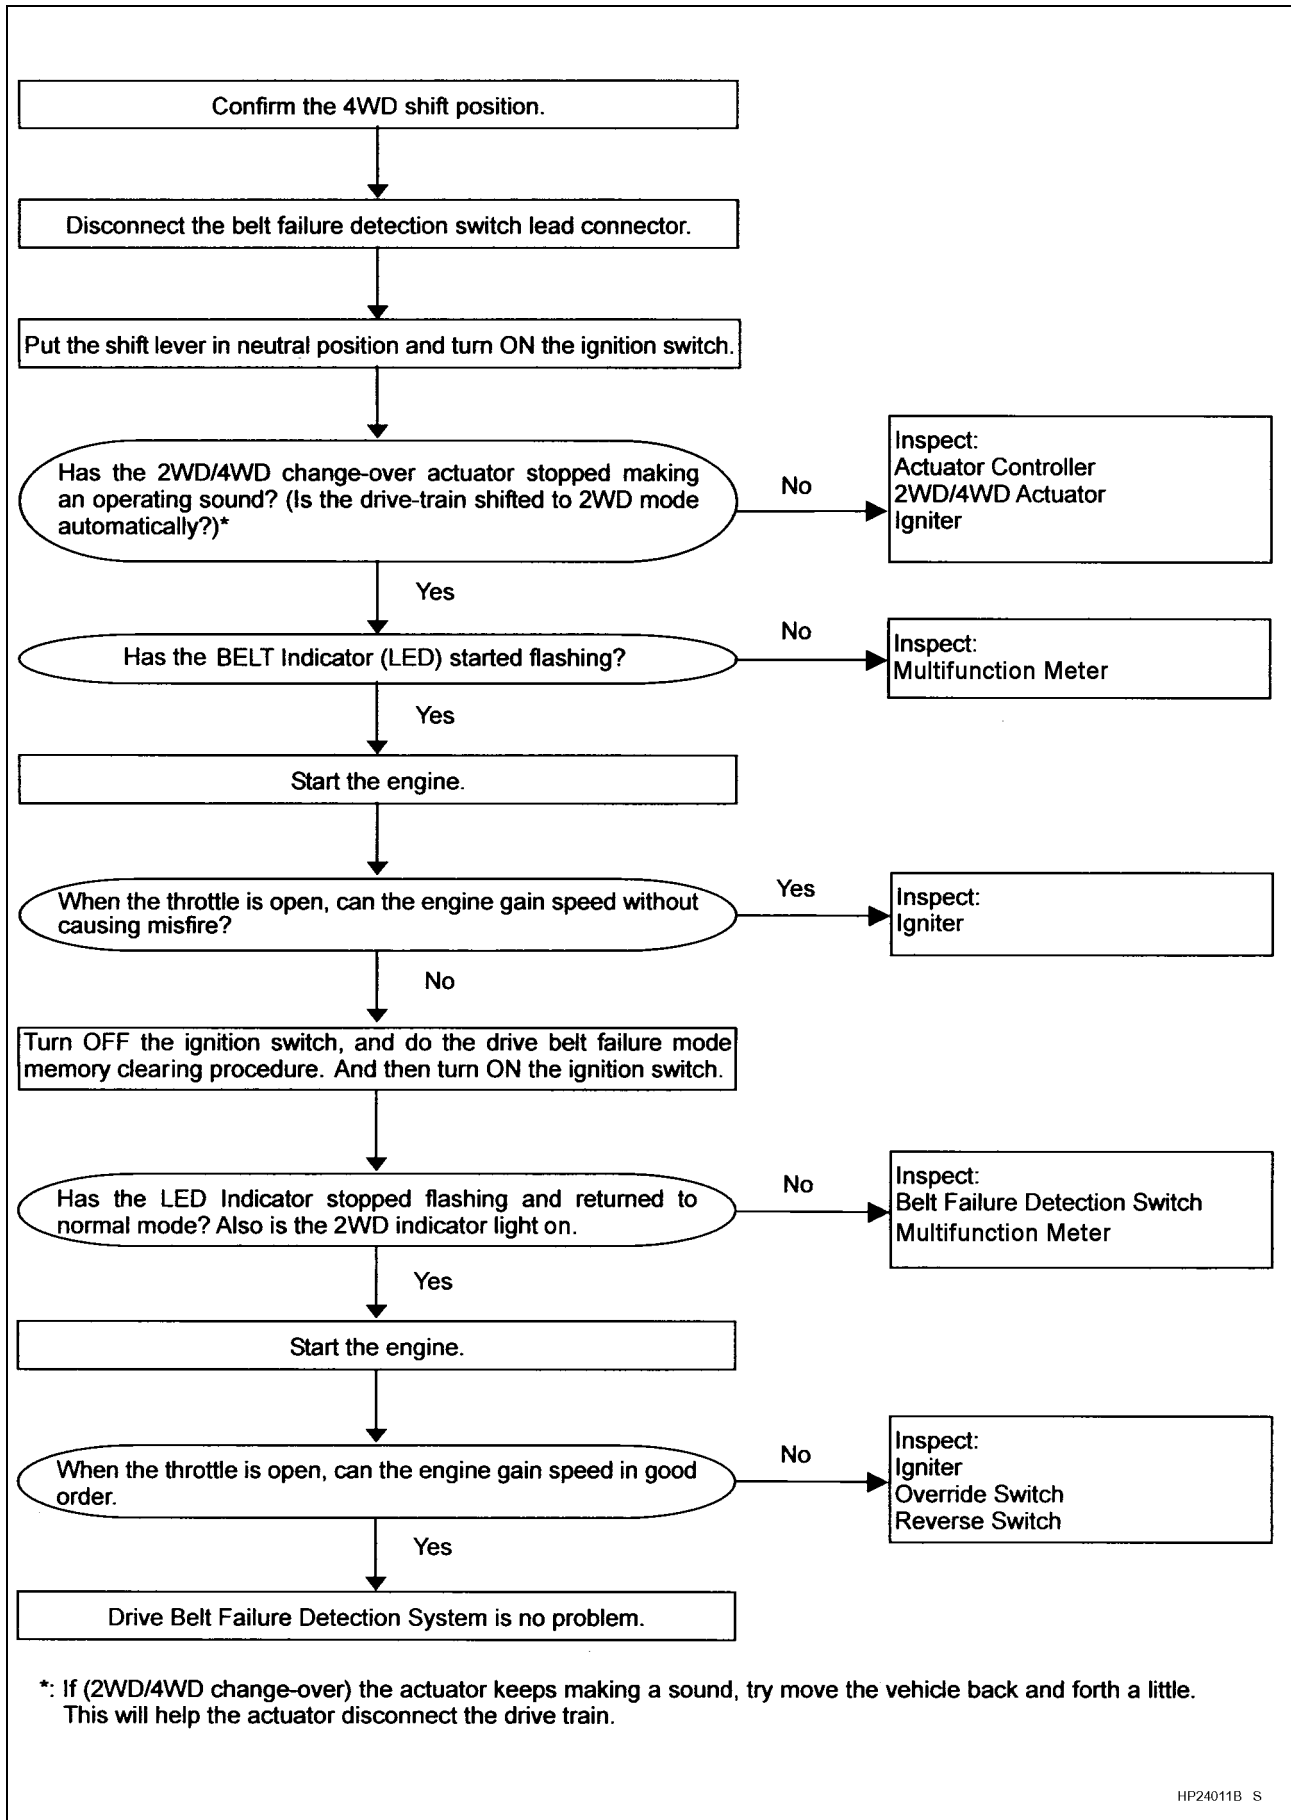 Confirm the 4WD shift position.
Disconnect the belt failure detection switch lead connector.
Put the shift lever in neutral position and turn ON the ignition switch.
Has the 2WD/4WD change-over actuator stopped making
an operating sound? (Is the drive-train shifted to 2WD mode
automatically?)*
No
Inspect:
Actuator Controller
2WD/4WD Actuator
Igniter
Yes
Has the BELT Indicator (LED) started flashing?
No
Inspect:
Multifunction Meter
Yes
Start the engine.
When the throttle is open, can the engine gain speed without
causing misfire?
Yes
Inspect:
Igniter
No
Turn OFF the ignition switch, and do the drive belt failure mode
memory clearing procedure. And then turn ON the ignition switch.
Has the LED Indicator stopped flashing and returned to
normal mode? Also is the 2WD indicator light on.
No
Inspect:
Belt Failure Detection Switch
Multifunction Meter
Yes
Start the engine.
When the throttle is open, can the engine gain speed in good
order.
No
Inspect:
Igniter
Override Switch
Reverse Switch
Yes
Drive Belt Failure Detection System is no problem.
*: If (2WD/4WD change-over) the actuator keeps making a sound, try move the vehicle back and forth a little.
This will help the actuator disconnect the drive train.
HP24011B S